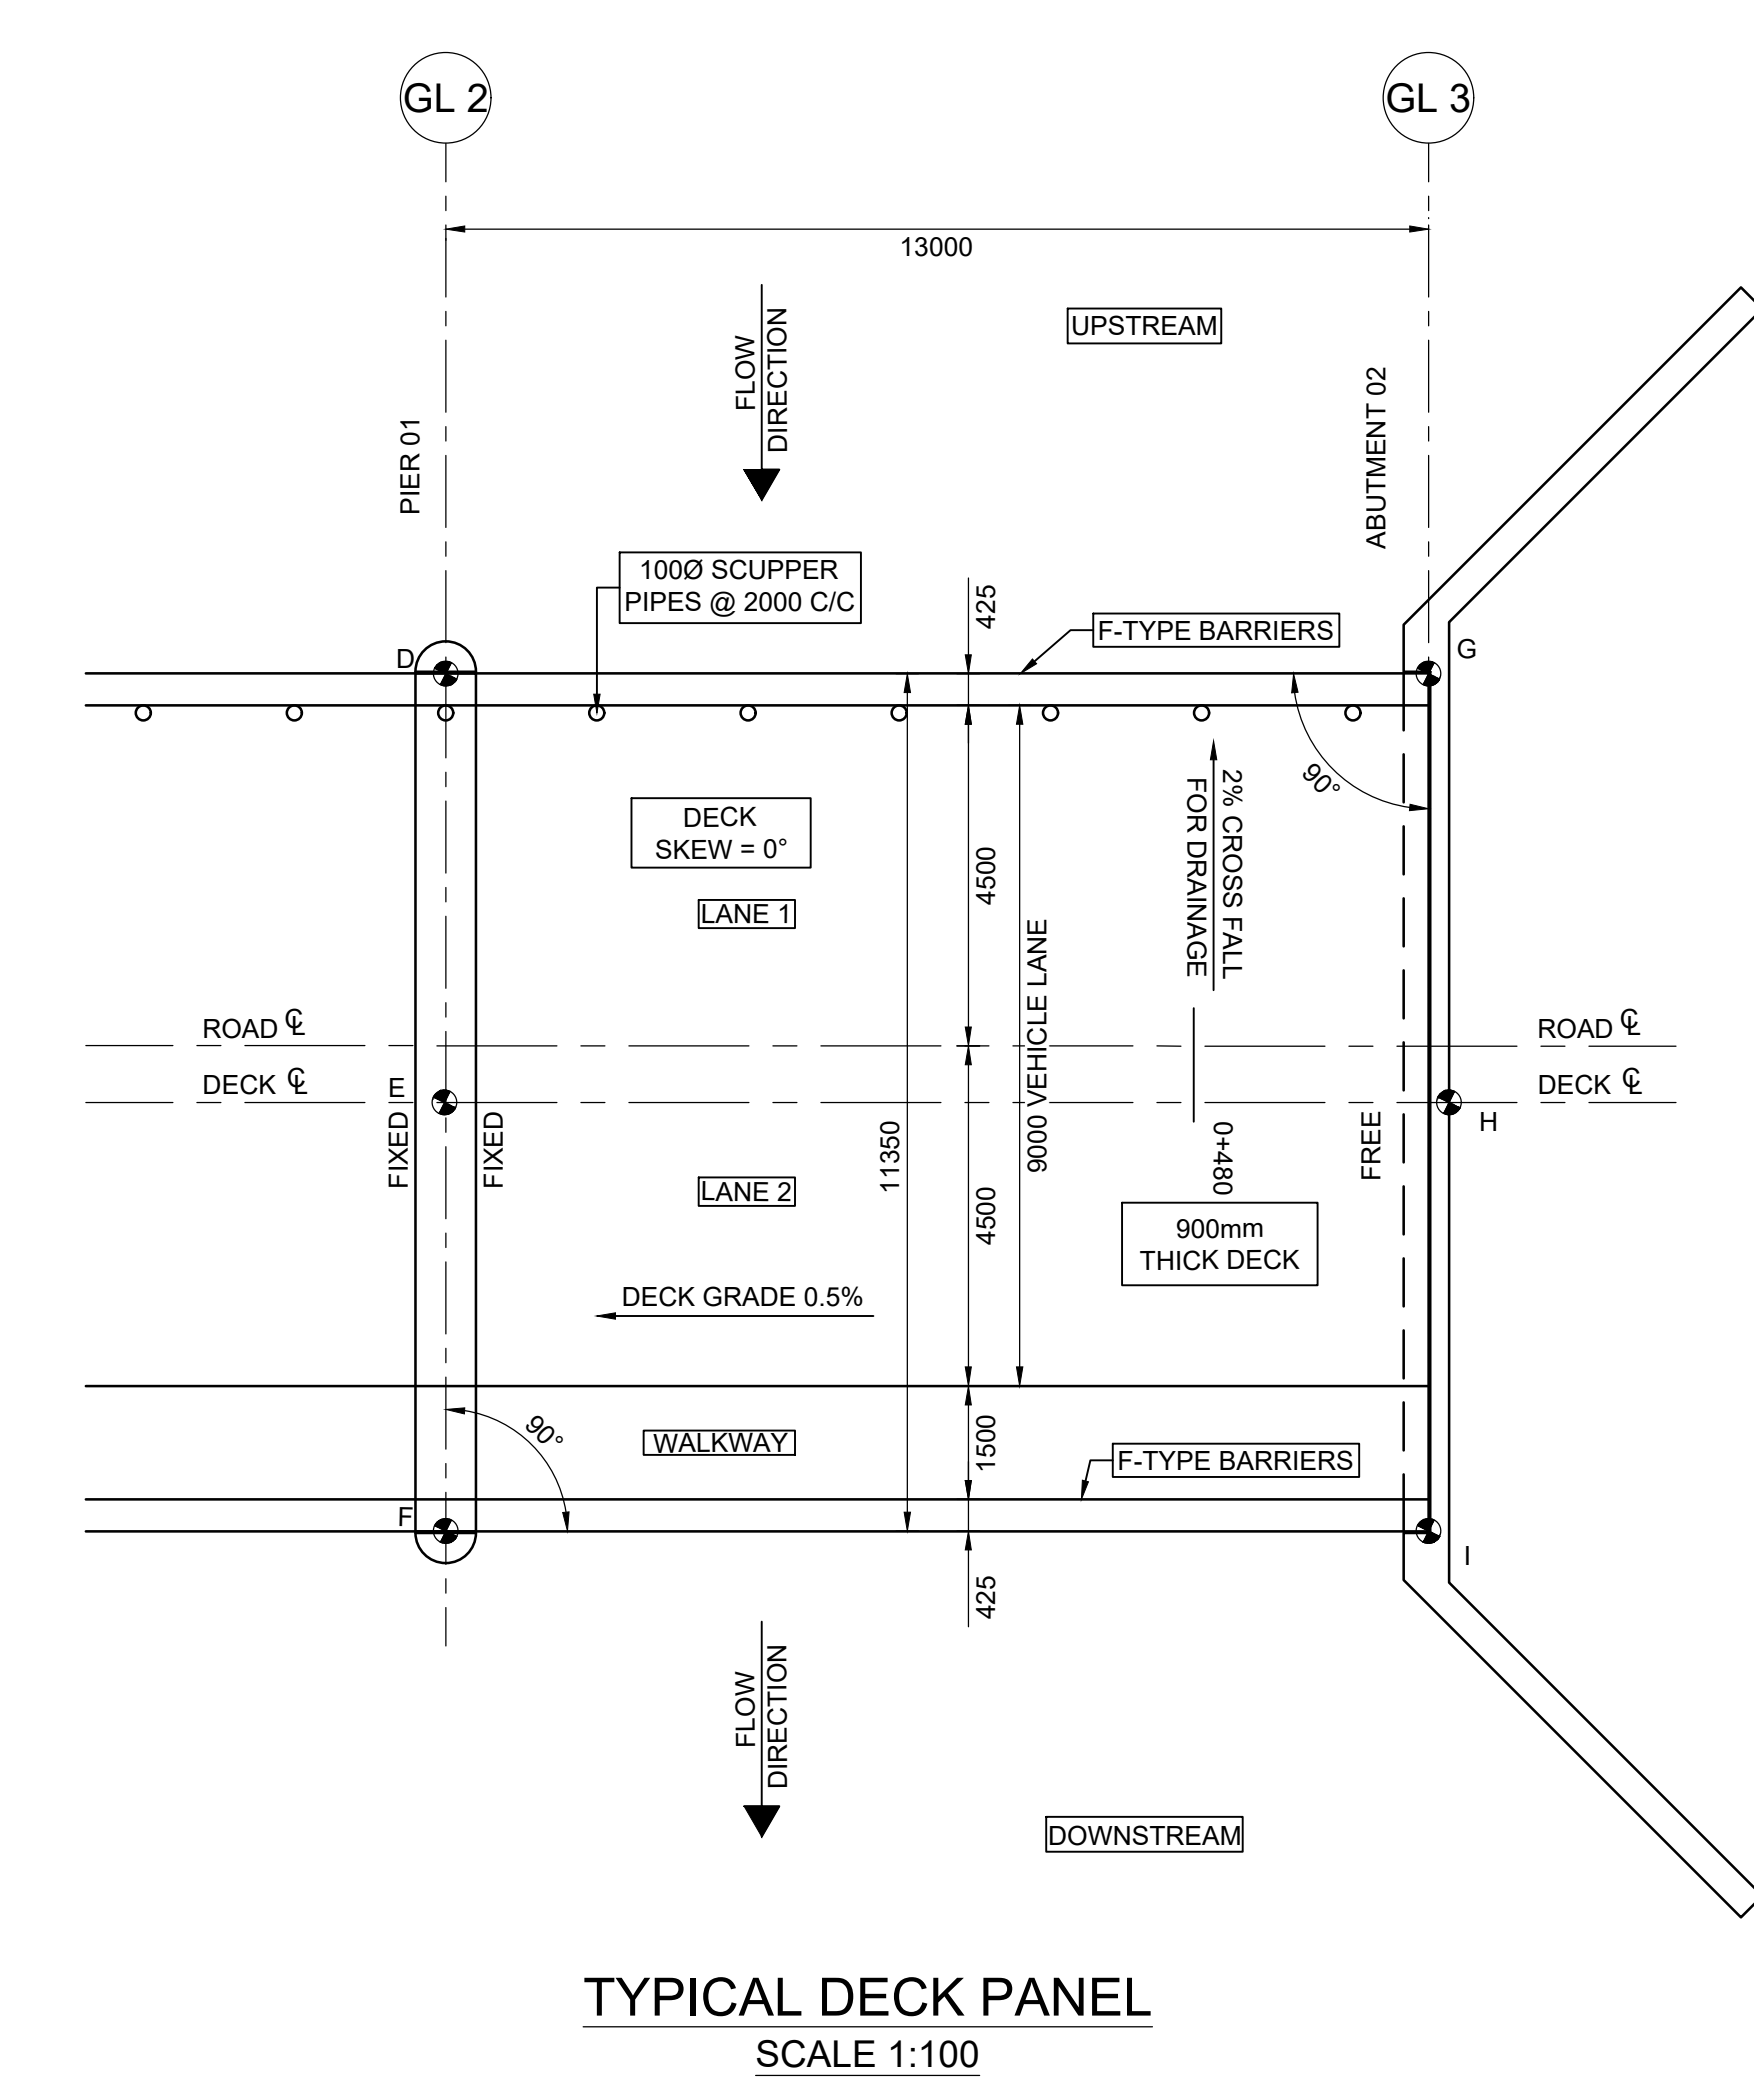 GL 2
GL 3
13000
FLOW
DIRECTION
UPSTREAM
PIER 01
ABUTMENT 02
100Ø SCUPPER
PIPES @ 2000 C/C
425
F-TYPE BARRIERS
D
G
90°
2% CROSS FALL
FOR DRAINAGE
DECK
SKEW = 0°
4500
LANE 1
9000 VEHICLE LANE
ROAD ℄
ROAD ℄
DECK ℄
E
DECK ℄
H
FIXED
FIXED
11350
0+480
FREE
LANE 2
4500
900mm
THICK DECK
DECK GRADE 0.5%
90°
WALKWAY
1500
F-TYPE BARRIERS
F
I
425
FLOW
DIRECTION
DOWNSTREAM
TYPICAL DECK PANEL
SCALE 1:100